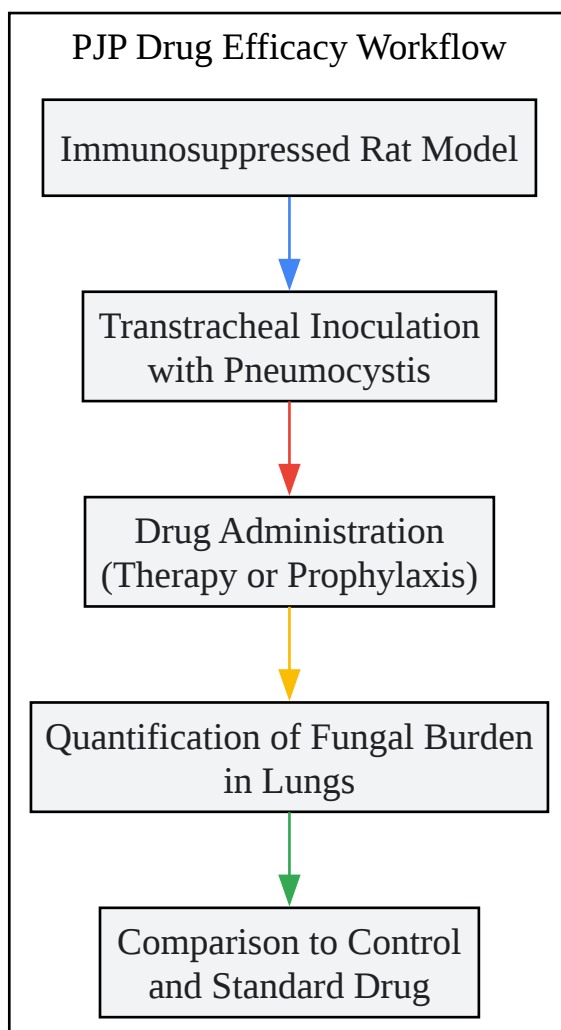 PJP Drug Efficacy Workflow
Immunosuppressed Rat Model
Transtracheal Inoculation
with Pneumocystis
Drug Administration
(Therapy or Prophylaxis)
Quantification of Fungal Burden
in Lungs
Comparison to Control
and Standard Drug